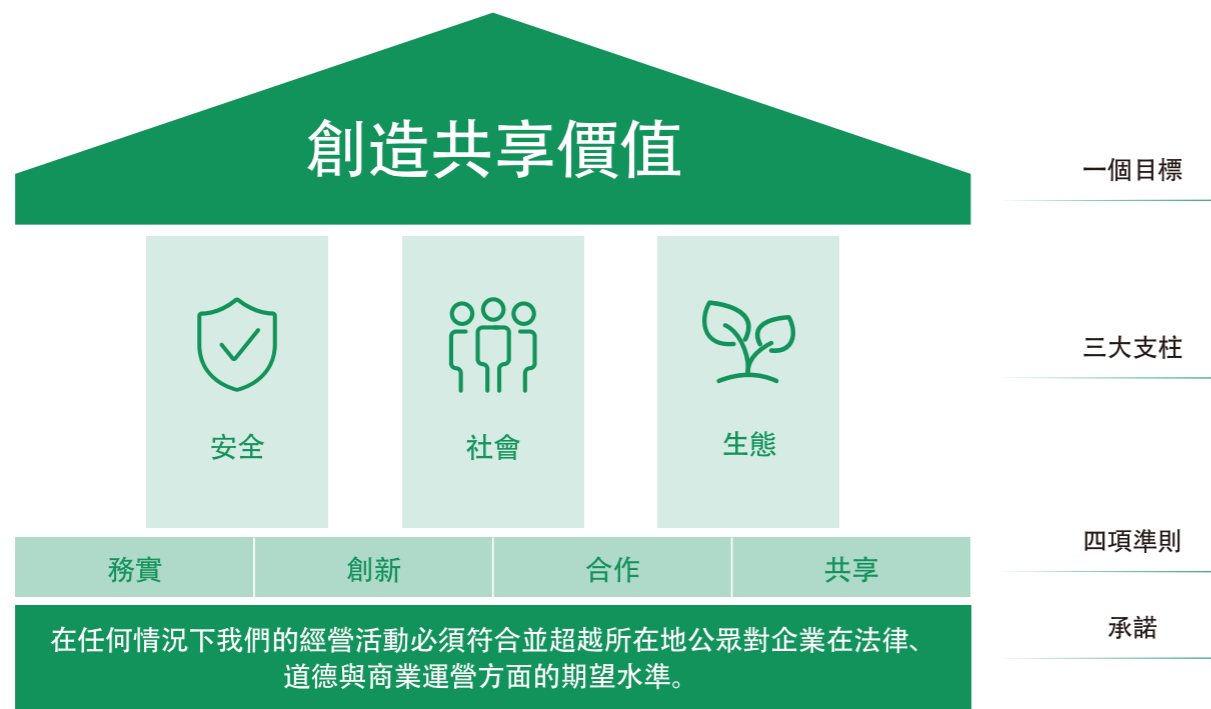 創造共享價值
一個目標
安全
社會
生態
三大支柱
務實
創新
合作
共享
四項準則
在任何情況下我們的經營活動必須符合並超越所在地公眾對企業在法律、
道德與商業運營方面的期望水準。
承諾